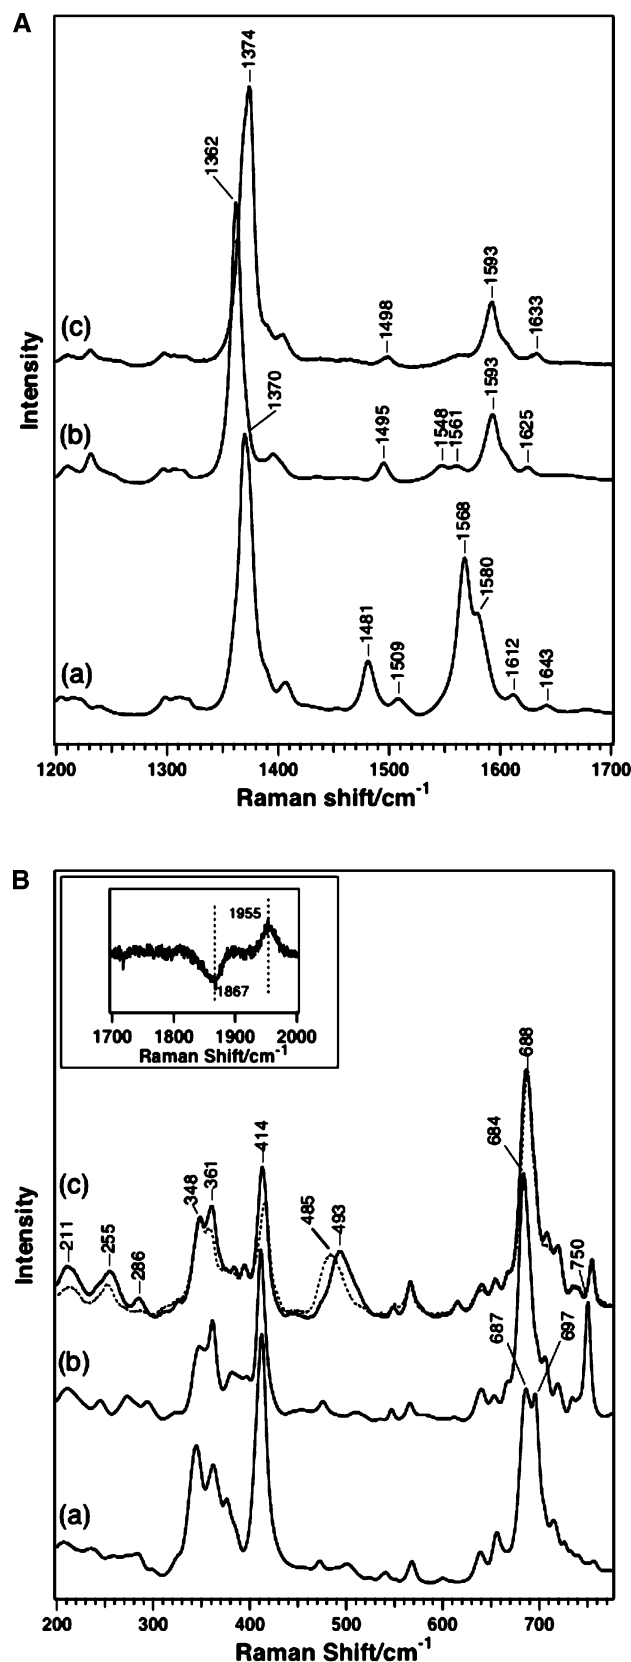 A
1374
1362
1593
1498
1633
(c)
1370
1593
1495
1548
1561
1625
(b)
1568
1580
1481
1509
1612
1643
(a)
Intensity
1200 1300 1400 1500 1600 1700
Raman shift/cm-1
B
1955
1867
1700 1800 1900 2000
Raman Shift/cm-1
688
684
414
(c)
348
361
485
493
211
255
286
750
687
697
(b)
(a)
Intensity
200 300 400 500 600 700
Raman Shift/cm-1